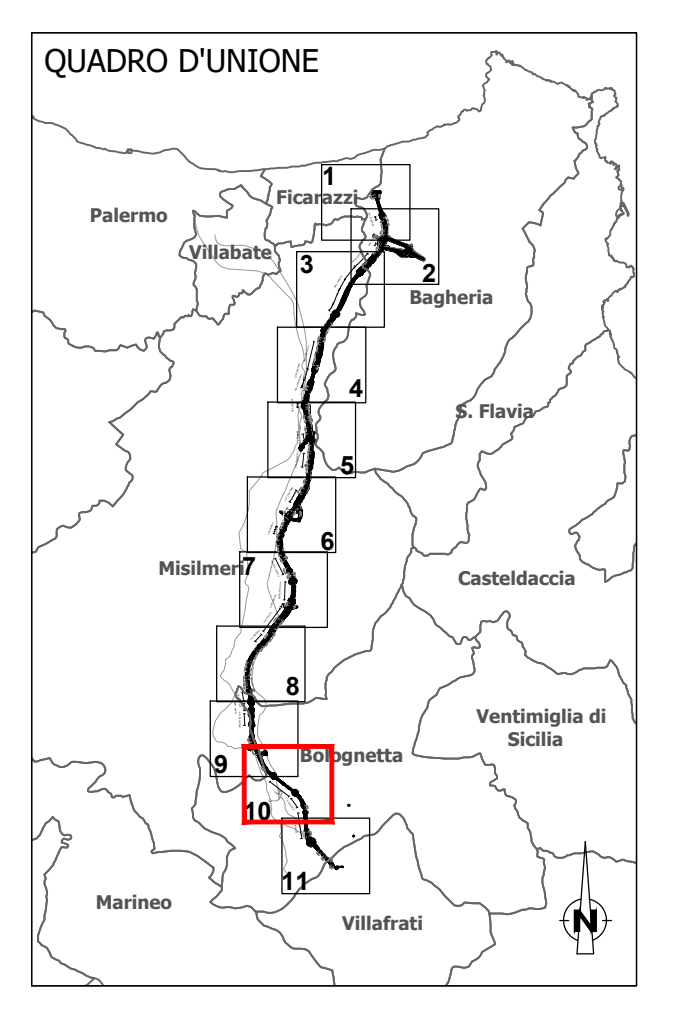 QUADRO D'UNIONE
1
Ficarazzi
Palermo
Villabate
3
2
Bagheria
4
S. Flavia
5
6
Misilmeri
7
Casteldaccia
8
Ventimiglia di
Sicilia
Bolognetta
9
10
11
Marineo
Villafrati
N